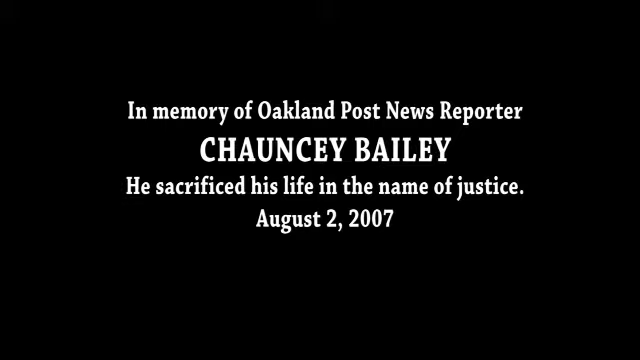 In memory of Oakland Post News Reporter
CHAUNCEY BAILEY
He sacrificed his life in the name of justice.
August 2, 2007